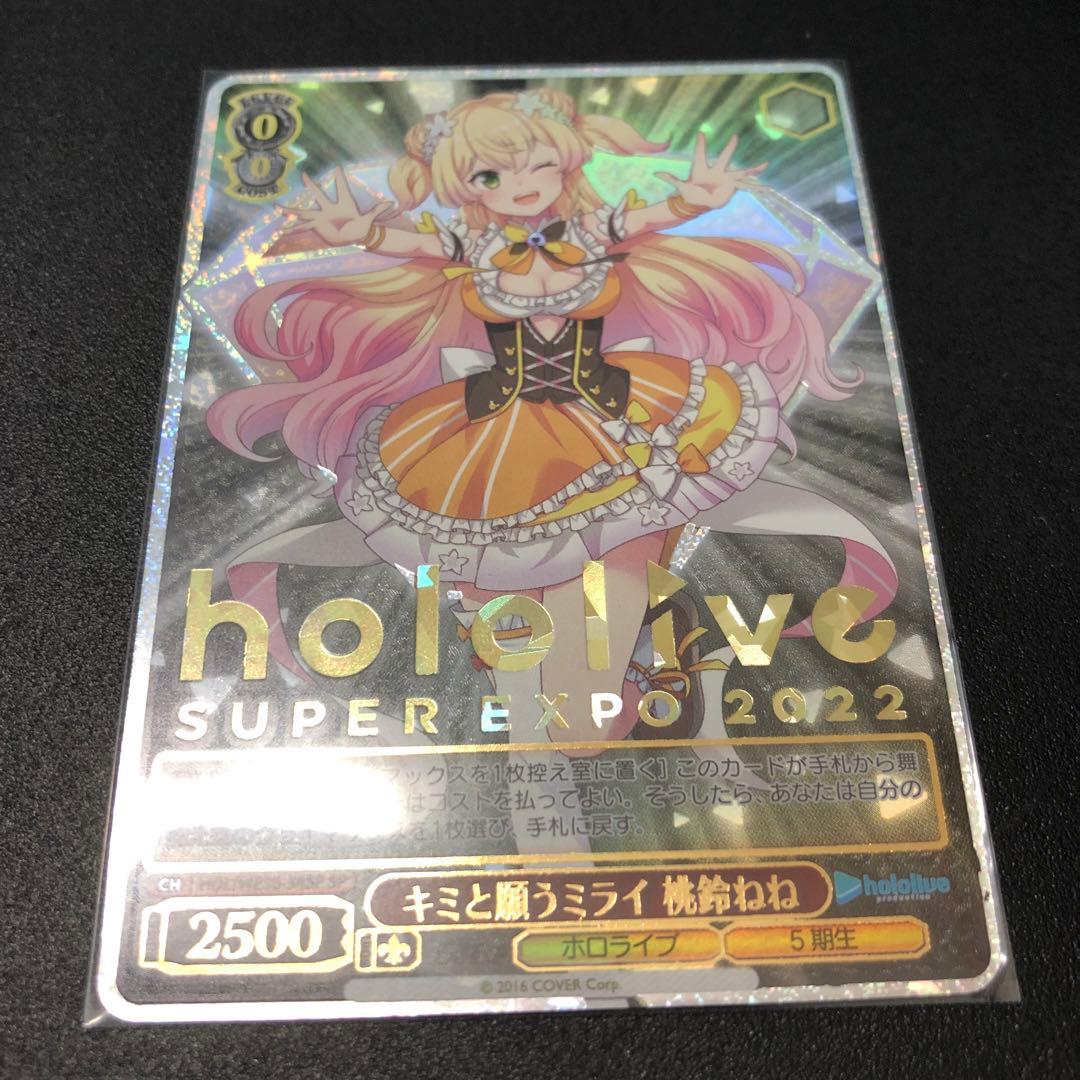 LEVEL
0
0
COST
hololive
SUPER EXPO 2022
ックスを1枚控え室に置く］このカードが手札から舞
はコストを払ってよい。そうしたら、あなたは自分の
を1枚選び、手札に戻す。
CH
キミと願うミライ 桃鈴ねね
hololive
production
2500
ホロライブ
5期生
© 2016 COVER Corp.